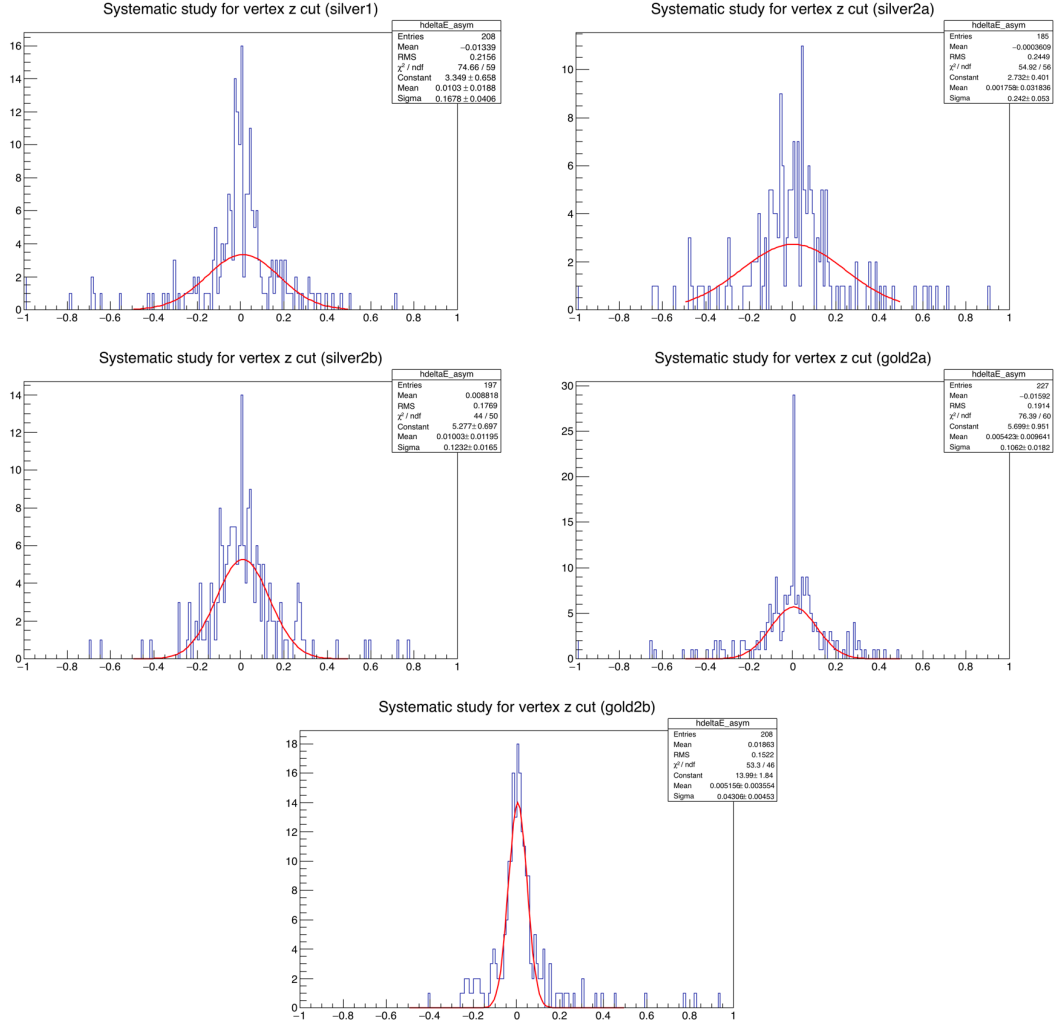 Systematic study for vertex z cut (silver1)
hdeltaE_asym
Entries 208
Mean −0.01339
RMS 0.2156
χ² / ndf 74.66 / 59
Constant 3.349 ± 0.658
Mean 0.0103 ± 0.0188
Sigma 0.1678 ± 0.0406
16
14
12
10
8
6
4
2
0
−1 −0.8 −0.6 −0.4 −0.2 0 0.2 0.4 0.6 0.8 1
Systematic study for vertex z cut (silver2a)
hdeltaE_asym
Entries 185
Mean −0.0003609
RMS 0.2449
χ² / ndf 54.92 / 56
Constant 2.732 ± 0.401
Mean 0.001758± 0.031836
Sigma 0.242 ± 0.053
10
8
6
4
2
0
−1 −0.8 −0.6 −0.4 −0.2 0 0.2 0.4 0.6 0.8 1
Systematic study for vertex z cut (silver2b)
hdeltaE_asym
Entries 197
Mean 0.008818
RMS 0.1769
χ² / ndf 44 / 50
Constant 5.277± 0.697
Mean 0.01003± 0.01195
Sigma 0.1232± 0.0165
14
12
10
8
6
4
2
0
−1 −0.8 −0.6 −0.4 −0.2 0 0.2 0.4 0.6 0.8 1
Systematic study for vertex z cut (gold2a)
hdeltaE_asym
Entries 227
Mean −0.01592
RMS 0.1914
χ² / ndf 76.39 / 60
Constant 5.699± 0.951
Mean 0.005423± 0.009641
Sigma 0.1062± 0.0182
30
25
20
15
10
5
0
−1 −0.8 −0.6 −0.4 −0.2 0 0.2 0.4 0.6 0.8 1
Systematic study for vertex z cut (gold2b)
hdeltaE_asym
Entries 208
Mean 0.01863
RMS 0.1522
χ² / ndf 53.3 / 46
Constant 13.99± 1.84
Mean 0.005156± 0.003554
Sigma 0.04306± 0.00453
18
16
14
12
10
8
6
4
2
0
−1 −0.8 −0.6 −0.4 −0.2 0 0.2 0.4 0.6 0.8 1